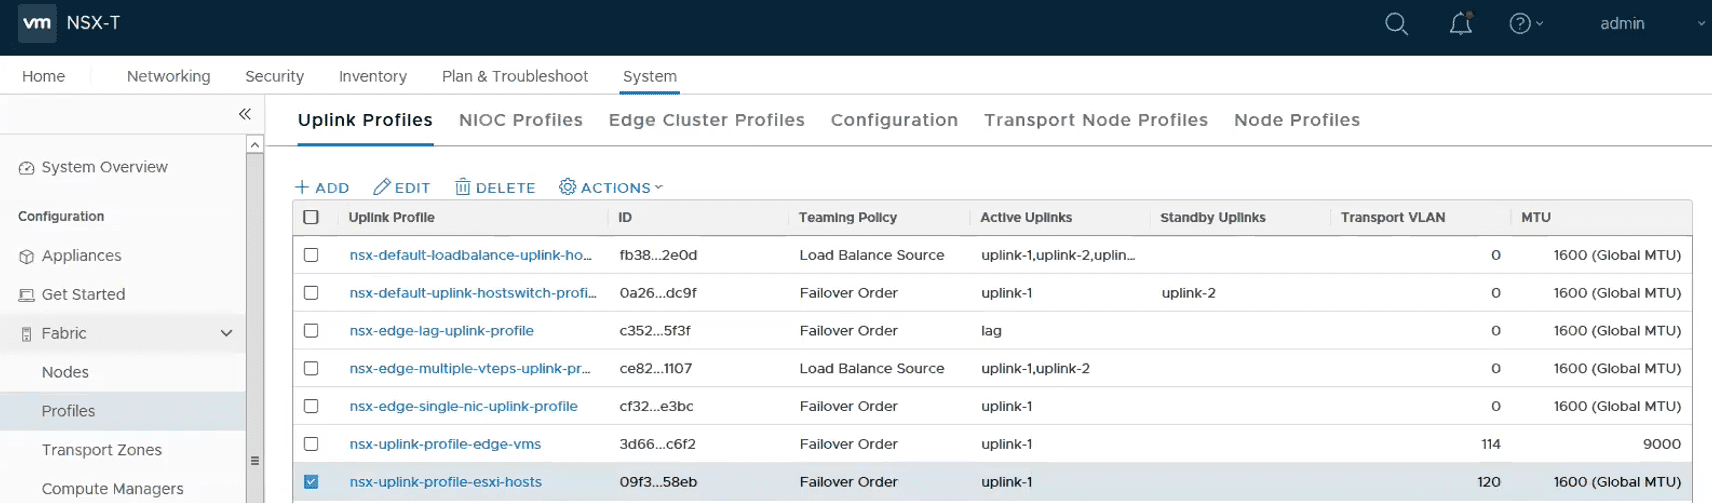 vm NSX-T admin
Home Networking Security Inventory Plan & Troubleshoot System
Uplink Profiles NIOC Profiles Edge Cluster Profiles Configuration Transport Node Profiles Node Profiles
System Overview
Configuration
Appliances
Get Started
Fabric
Nodes
Profiles
Transport Zones
Compute Managers
+ ADD EDIT DELETE ACTIONS
Uplink Profile ID Teaming Policy Active Uplinks Standby Uplinks Transport VLAN MTU
nsx-default-loadbalance-uplink-ho... fb38...2e0d Load Balance Source uplink-1,uplink-2,uplin... 0 1600 (Global MTU)
nsx-default-uplink-hostswitch-profi... 0a26...dc9f Failover Order uplink-1 uplink-2 0 1600 (Global MTU)
nsx-edge-lag-uplink-profile c352...5f3f Failover Order lag 0 1600 (Global MTU)
nsx-edge-multiple-vteps-uplink-pr... ce82...1107 Load Balance Source uplink-1,uplink-2 0 1600 (Global MTU)
nsx-edge-single-nic-uplink-profile cf32...e3bc Failover Order uplink-1 0 1600 (Global MTU)
nsx-uplink-profile-edge-vms 3d66...c6f2 Failover Order uplink-1 114 9000
nsx-uplink-profile-esxi-hosts 09f3...58eb Failover Order uplink-1 120 1600 (Global MTU)